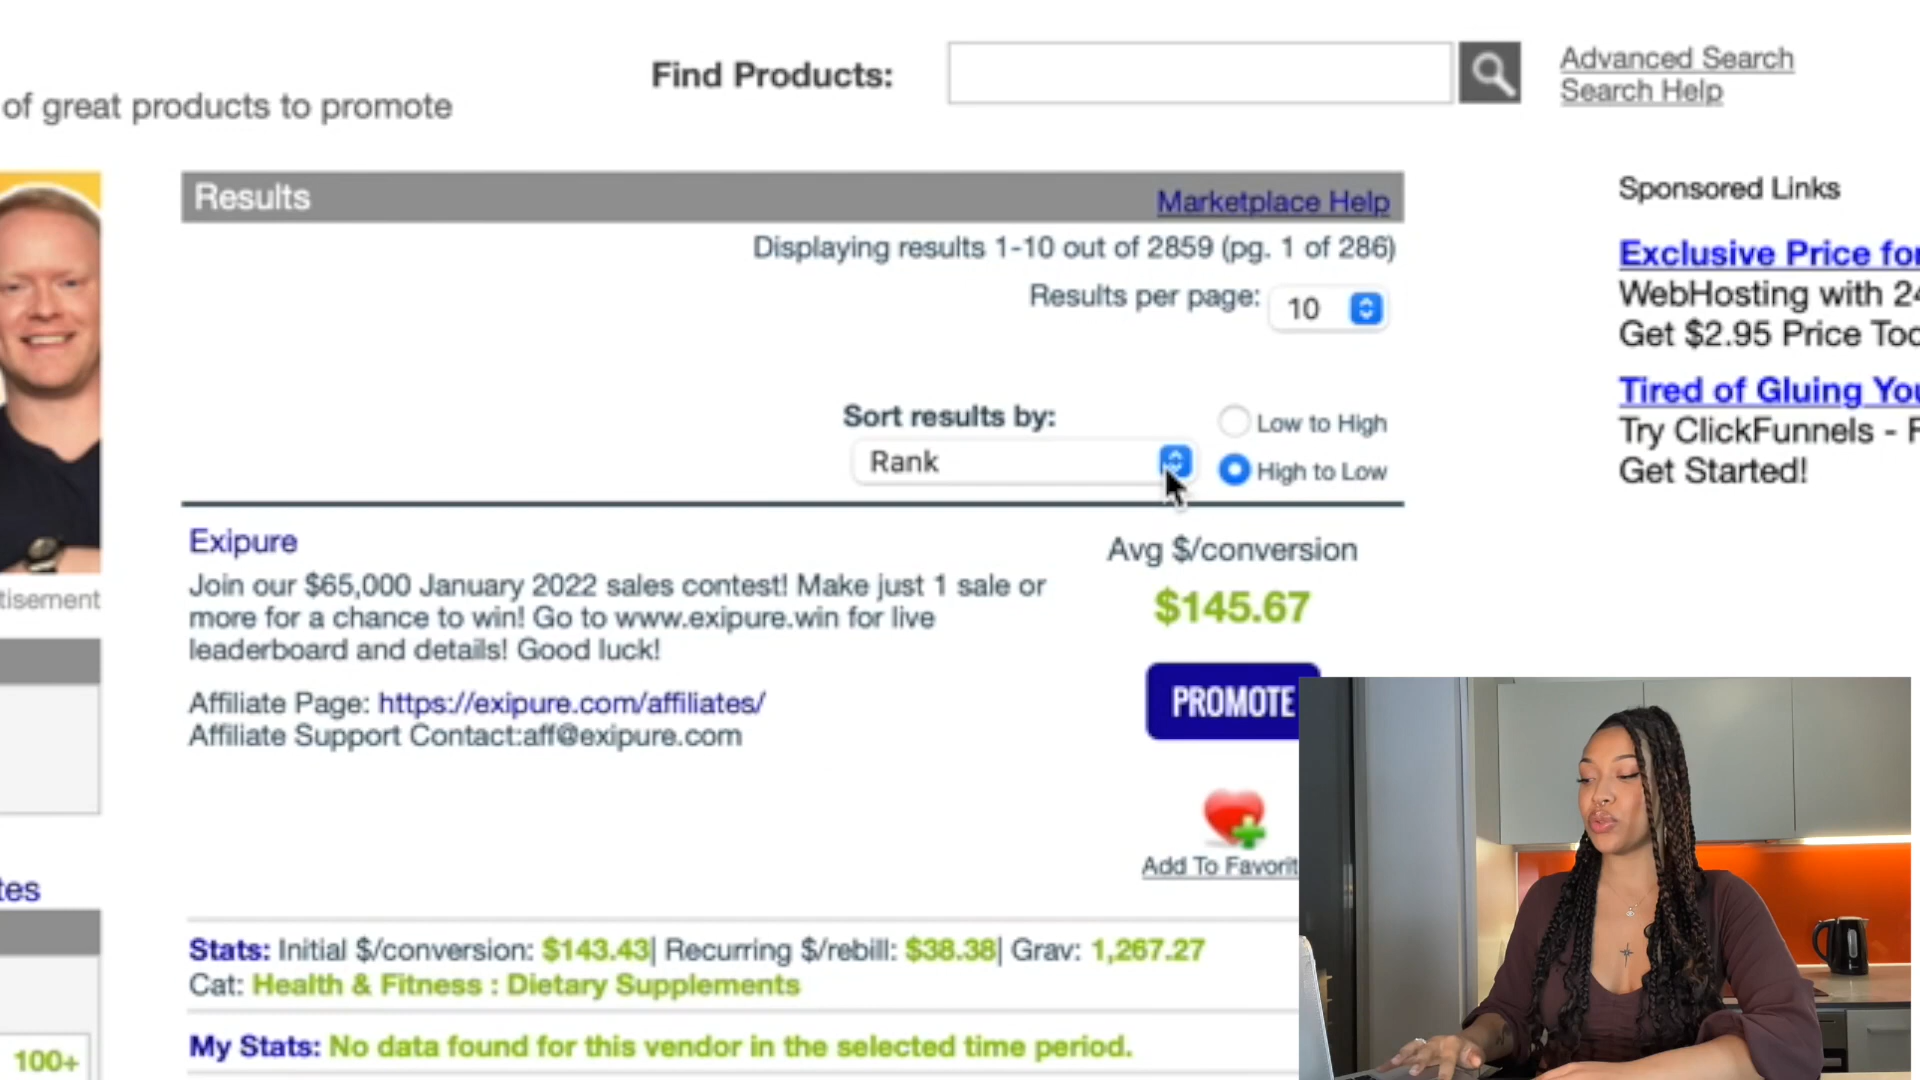 Find Products:
Advanced Search
Search Help
of great products to promote
Results
Marketplace Help
Displaying results 1-10 out of 2859 (pg. 1 of 286)
Results per page:
10
Sort results by:
Rank
Low to High
High to Low
Exipure
Join our $65,000 January 2022 sales contest! Make just 1 sale or
more for a chance to win! Go to www.exipure.win for live
leaderboard and details! Good luck!
Affiliate Page: https://exipure.com/affiliates/
Affiliate Support Contact:aff@exipure.com
Avg $/conversion
$145.67
PROMOTE
Add To Favorit
Stats: Initial $/conversion: $143.43| Recurring $/rebill: $38.38| Grav: 1,267.27
Cat: Health & Fitness : Dietary Supplements
My Stats: No data found for this vendor in the selected time period.
Sponsored Links
Exclusive Price for
WebHosting with 24
Get $2.95 Price Too
Tired of Gluing You
Try ClickFunnels - F
Get Started!
tisement
tes
100+